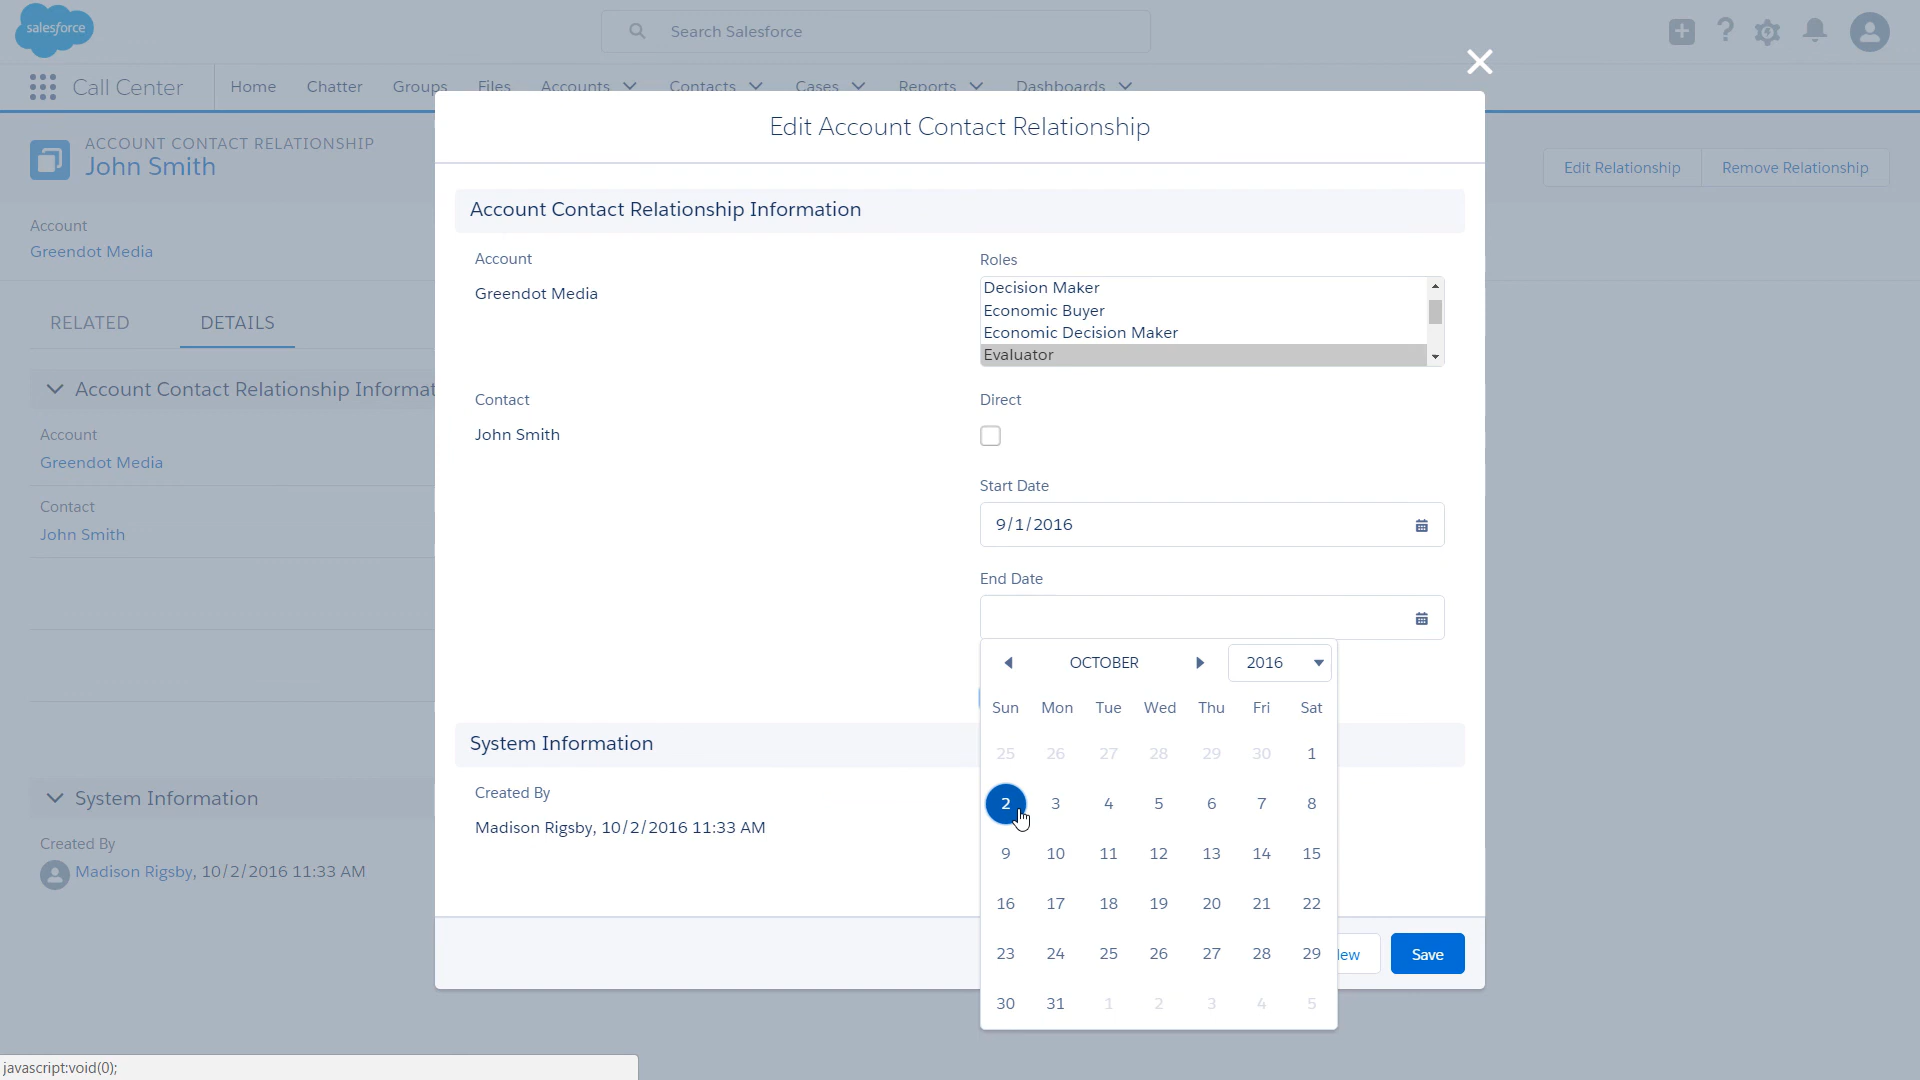 salesforce
Search Salesforce
Call Center
Home
Chatter
Groups
Files
Accounts
Contacts
Cases
Reports
Dashboards
ACCOUNT CONTACT RELATIONSHIP
John Smith
Edit Relationship
Remove Relationship
Account
Greendot Media
RELATED
DETAILS
Account Contact Relationship Informat
Account
Greendot Media
Contact
John Smith
System Information
Created By
Madison Rigsby, 10/2/2016 11:33 AM
Edit Account Contact Relationship
Account Contact Relationship Information
Account
Greendot Media
Roles
Decision Maker
Economic Buyer
Economic Decision Maker
Evaluator
Contact
John Smith
Direct
Start Date
9/1/2016
End Date
OCTOBER
2016
Sun Mon Tue Wed Thu Fri Sat
25 26 27 28 29 30 1
2 3 4 5 6 7 8
9 10 11 12 13 14 15
16 17 18 19 20 21 22
23 24 25 26 27 28 29
30 31 1 2 3 4 5
System Information
Created By
Madison Rigsby, 10/2/2016 11:33 AM
Save
javascript:void(0);